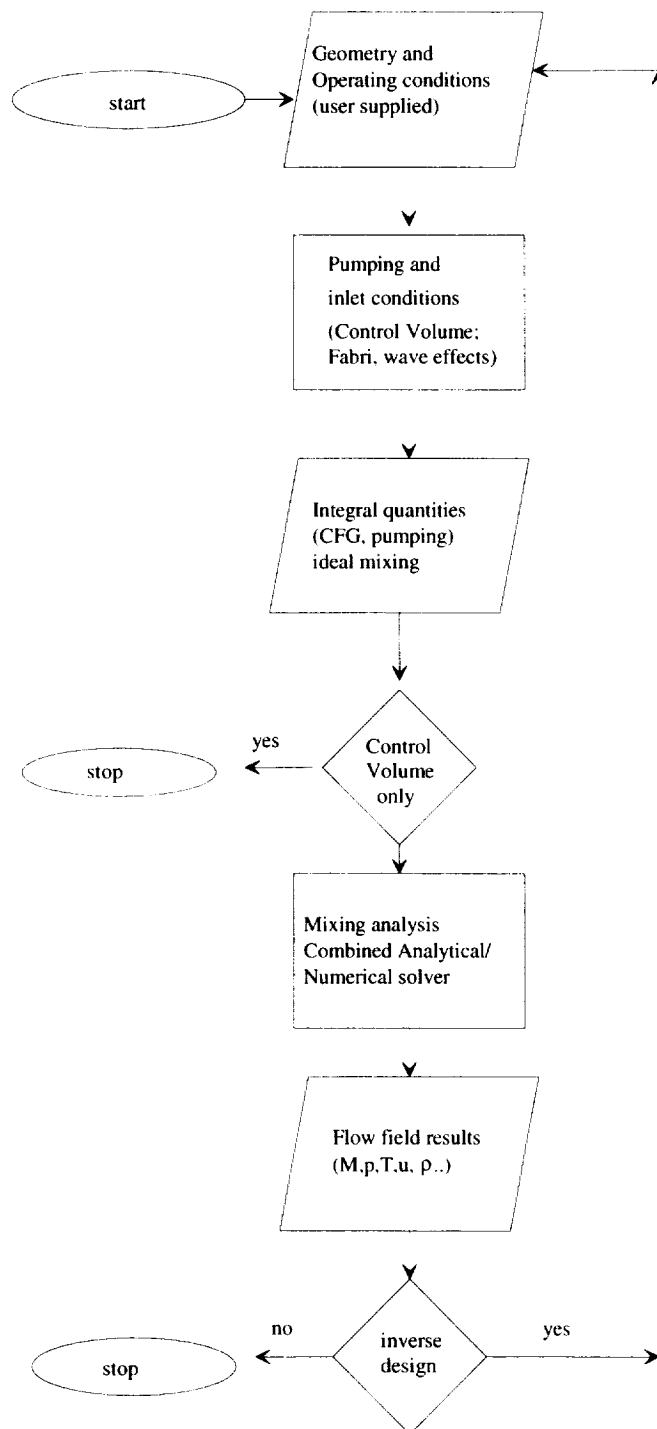 Geometry and
Operating conditions
(user supplied)
start
Pumping and
inlet conditions
(Control Volume;
Fabri, wave effects)
Integral quantities
(CFG, pumping)
ideal mixing
yes
Control
Volume
only
stop
Mixing analysis
Combined Analytical/
Numerical solver
Flow field results
(M,p,T,u, ρ..)
no
inverse
design
yes
stop